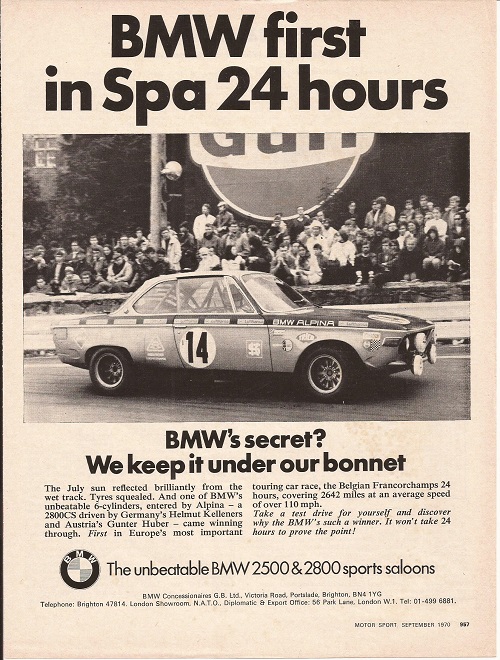 BMW first
in Spa 24 hours
Gulf
BMW ALPINA
14
BMW's secret?
We keep it under our bonnet
The July sun reflected brilliantly from the
wet track. Tyres squealed. And one of BMW's
unbeatable 6-cylinders, entered by Alpina – a
2800CS driven by Germany's Helmut Kelleners
and Austria's Gunter Huber – came winning
through. First in Europe's most important
touring car race, the Belgian Francorchamps 24
hours, covering 2642 miles at an average speed
of over 110 mph.
Take a test drive for yourself and discover
why the BMW's such a winner. It won't take 24
hours to prove the point!
BMW
The unbeatable BMW 2500 & 2800 sports saloons
BMW Concessionaires G.B. Ltd., Victoria Road, Portslade, Brighton, BN4 1YG
Telephone: Brighton 47814. London Showroom, N.A.T.O., Diplomatic & Export Office: 56 Park Lane, London W.1. Tel: 01-499 6881.
MOTOR SPORT SEPTEMBER 1970 957